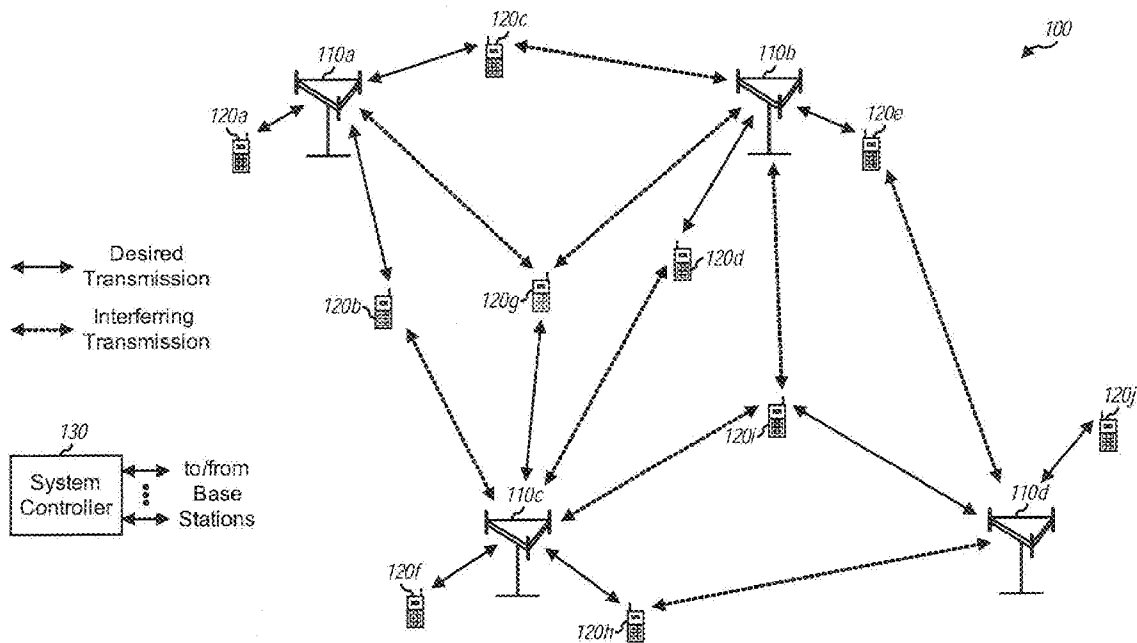 120c
100
110a
110b
120a
120e
Desired
Transmission
120d
120g
120b
Interferring
Transmission
120j
120i
130
System
Controller
to/from
Base
Stations
110c
110d
120f
120h